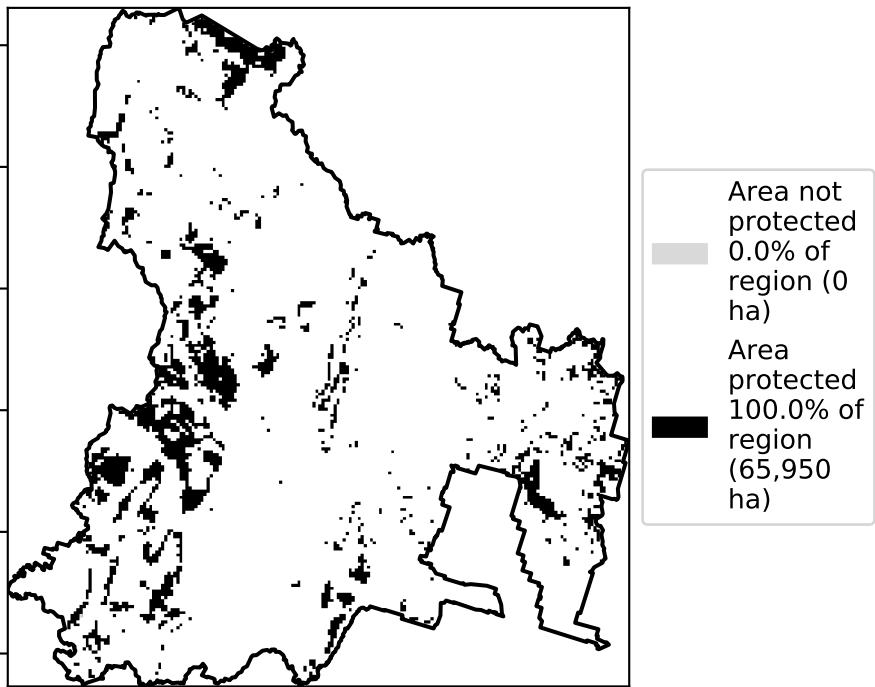 Area not
protected
0.0% of
region (0
ha)
Area
protected
100.0% of
region
(65,950
ha)